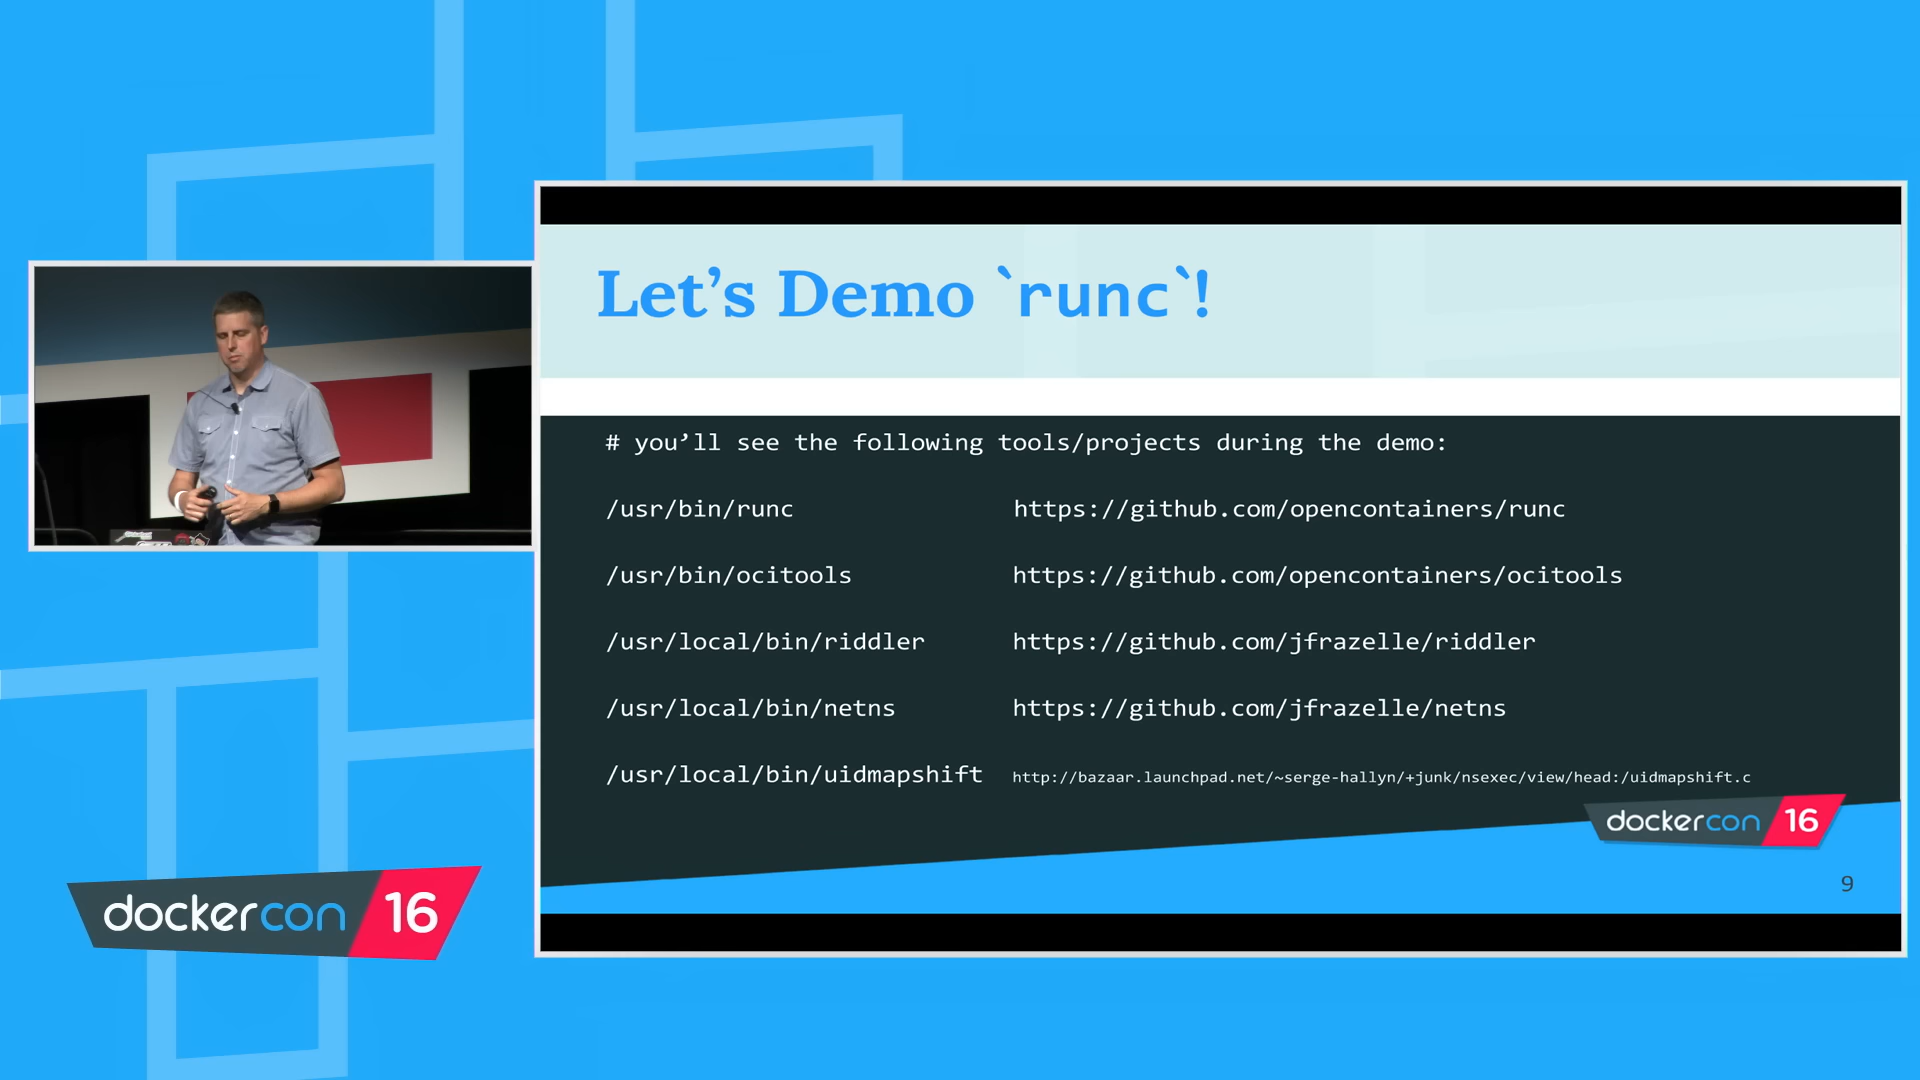 Let’s Demo `runc`!
# you’ll see the following tools/projects during the demo:
/usr/bin/runc https://github.com/opencontainers/runc
/usr/bin/ocitools https://github.com/opencontainers/ocitools
/usr/local/bin/riddler https://github.com/jfrazelle/riddler
/usr/local/bin/netns https://github.com/jfrazelle/netns
/usr/local/bin/uidmapshift http://bazaar.launchpad.net/~serge-hallyn/+junk/nsexec/view/head:/uidmapshift.c
dockercon 16
9
dockercon 16